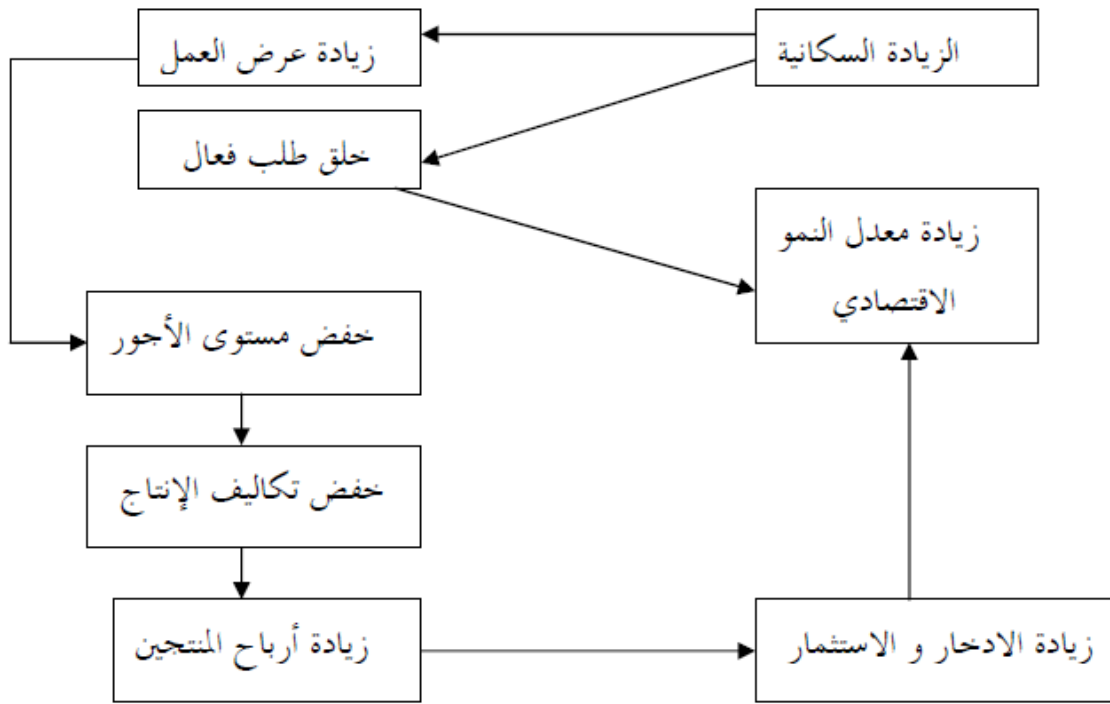 الزيادة السكانية
زيادة عرض العمل
خلق طلب فعال
زيادة معدل النمو
الاقتصادي
خفض مستوى الأجور
خفض تكاليف الإنتاج
زيادة أرباح المنتجين
زيادة الادخار و الاستثمار